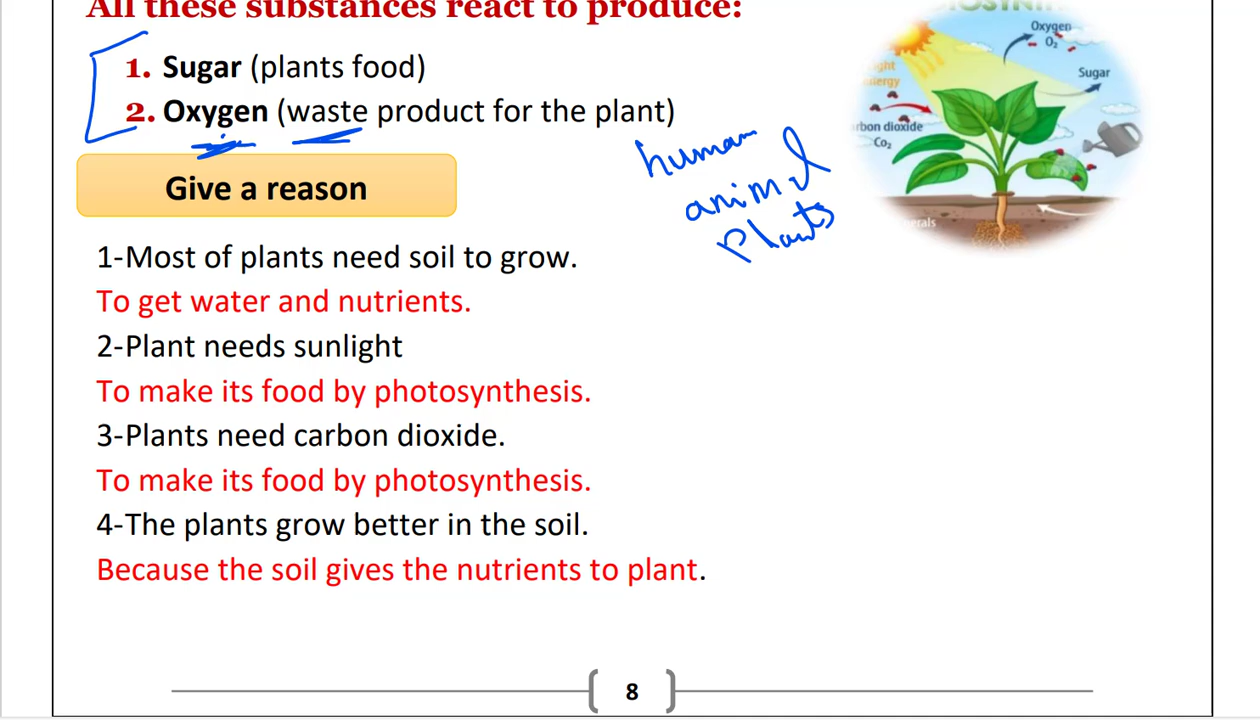 All these substances react to produce:
1. Sugar (plants food)
2. Oxygen (waste product for the plant)
human
animal
plants
Oxygen
O₂
Sugar
Co₂
Give a reason
1-Most of plants need soil to grow.
To get water and nutrients.
2-Plant needs sunlight
To make its food by photosynthesis.
3-Plants need carbon dioxide.
To make its food by photosynthesis.
4-The plants grow better in the soil.
Because the soil gives the nutrients to plant.
8